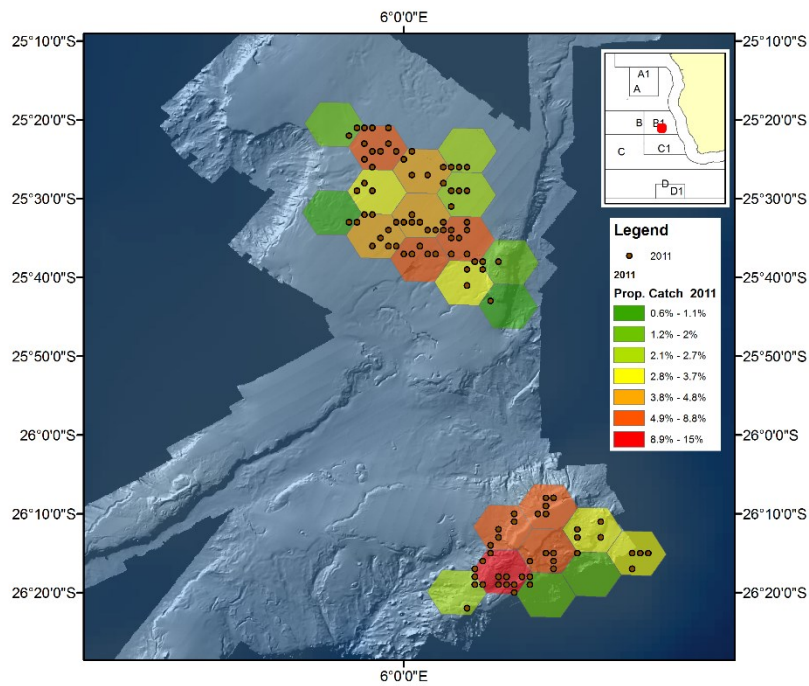 6°0'0"E
25°10'0"S
25°10'0"S
25°20'0"S
25°20'0"S
25°30'0"S
25°30'0"S
25°40'0"S
25°40'0"S
25°50'0"S
25°50'0"S
26°0'0"S
26°0'0"S
26°10'0"S
26°10'0"S
26°20'0"S
26°20'0"S
6°0'0"E
A1
A
B B1
C1
C
D
D1
Legend
2011
2011
Prop. Catch 2011
0.6% - 1.1%
1.2% - 2%
2.1% - 2.7%
2.8% - 3.7%
3.8% - 4.8%
4.9% - 8.8%
8.9% - 15%